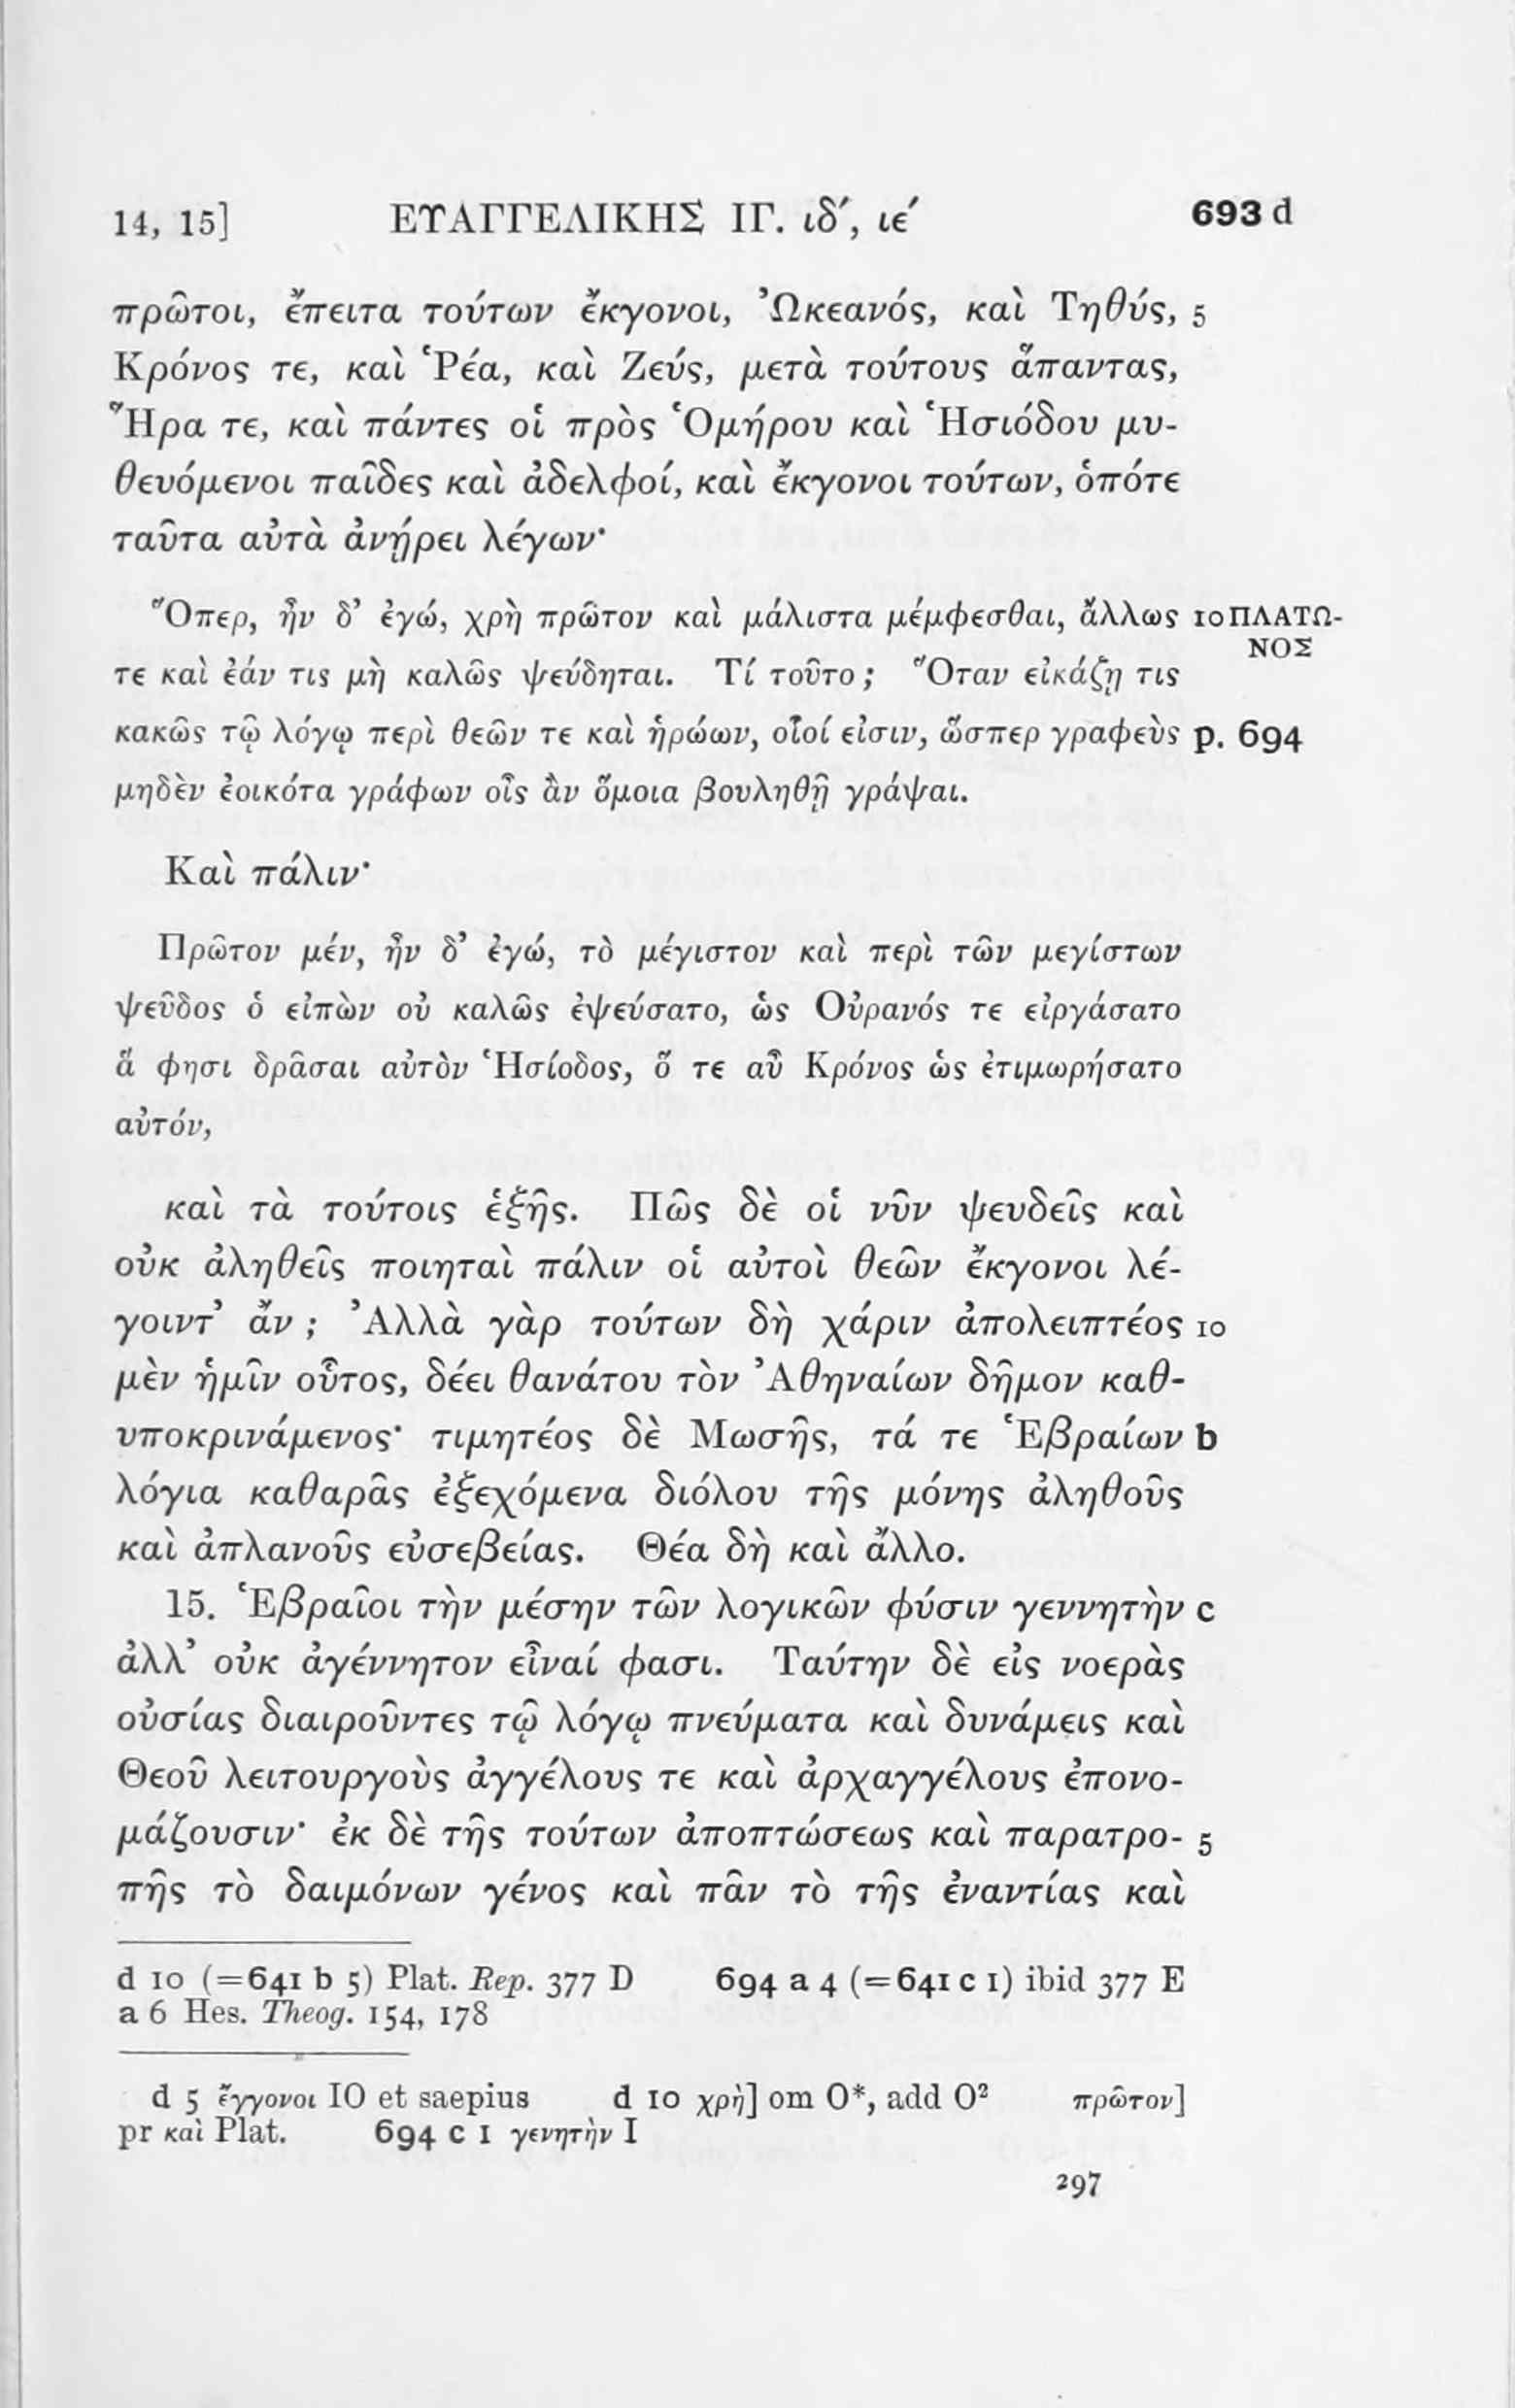 14, 15] ΕΥΑΓΓΕΛΙΚΗΣ ΙΓ. ιδʹ, ιεʹ 693 d
πρῶτοι, ἔπειτα τούτων ἔκγονοι, Ὠκεανός, καὶ Τηθύς, 5
Κρόνος τε, καὶ Ῥέα, καὶ Ζεύς, μετὰ τούτους ἅπαντας,
Ἥρα τε, καὶ πάντες οἱ πρὸς Ὁμήρου καὶ Ἡσιόδου μυ-
θευόμενοι παῖδες καὶ ἀδελφοί, καὶ ἔκγονοι τούτων, ὁπότε
ταῦτα αὐτὰ ἀνῄρει λέγων·
Ὅπερ, ἦν δ’ ἐγώ, χρὴ πρῶτον καὶ μάλιστα μέμφεσθαι, ἄλλως 10 ΠΛΑΤΩ-
ΝΟΣ
τε καὶ ἐάν τις μὴ καλῶς ψεύδηται. Τί τοῦτο; Ὅταν εἰκάζῃ τις
κακῶς τῷ λόγῳ περὶ θεῶν τε καὶ ἡρώων, οἷοί εἰσιν, ὥσπερ γραφεὺς p. 694
μηδὲν ἐοικότα γράφων οἷς ἂν ὅμοια βουληθῇ γράψαι.
Καὶ πάλιν·
Πρῶτον μέν, ἦν δ’ ἐγώ, τὸ μέγιστον καὶ περὶ τῶν μεγίστων
ψεῦδος ὁ εἰπὼν οὐ καλῶς ἐψεύσατο, ὡς Οὐρανός τε εἰργάσατο
ἅ φησι δρᾶσαι αὐτὸν Ἡσίοδος, ὅ τε αὖ Κρόνος ὡς ἐτιμωρήσατο
αὐτόν,
καὶ τὰ τούτοις ἑξῆς. Πῶς δὲ οἱ νῦν ψευδεῖς καὶ
οὐκ ἀληθεῖς ποιηταὶ πάλιν οἱ αὐτοὶ θεῶν ἔκγονοι λέ-
γοιντ’ ἄν; Ἀλλὰ γὰρ τούτων δὴ χάριν ἀπολειπτέος 10
μὲν ἡμῖν οὗτος, δέει θανάτου τὸν Ἀθηναίων δῆμον καθ-
υποκρινάμενος· τιμητέος δὲ Μωσῆς, τά τε Ἑβραίων b
λόγια καθαρᾶς ἐξεχόμενα διόλου τῆς μόνης ἀληθοῦς
καὶ ἀπλανοῦς εὐσεβείας. Θέα δὴ καὶ ἄλλο.
15. Ἑβραῖοι τὴν μέσην τῶν λογικῶν φύσιν γεννητὴν c
ἀλλ’ οὐκ ἀγέννητον εἶναί φασι. Ταύτην δὲ εἰς νοερὰς
οὐσίας διαιροῦντες τῷ λόγῳ πνεύματα καὶ δυνάμεις καὶ
Θεοῦ λειτουργοὺς ἀγγέλους τε καὶ ἀρχαγγέλους ἐπονο-
μάζουσιν· ἐκ δὲ τῆς τούτων ἀποπτώσεως καὶ παρατρο- 5
πῆς τὸ δαιμόνων γένος καὶ πᾶν τὸ τῆς ἐναντίας καὶ
d 10 (=641 b 5) Plat. Rep. 377 D 694 a 4 (=641 c 1) ibid 377 E
a 6 Hes. Theog. 154, 178
d 5 ἔγγονοι IO et saepius d 10 χρὴ] om O*, add O² πρῶτον]
pr καὶ Plat. 694 c 1 γενητὴν I
297